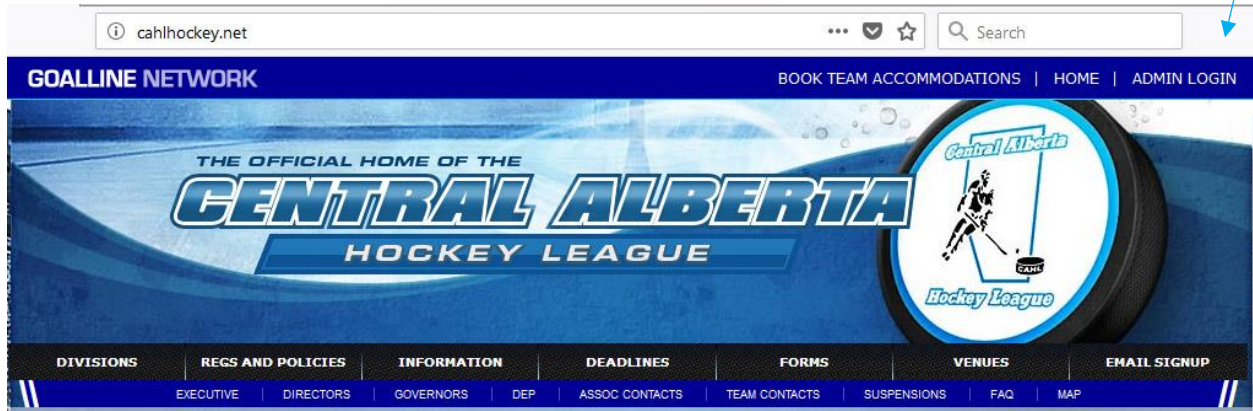 cahlhockey.net
Search
GOALLINE NETWORK
BOOK TEAM ACCOMMODATIONS | HOME | ADMIN LOGIN
THE OFFICIAL HOME OF THE
CENTRAL ALBERTA
HOCKEY LEAGUE
Central Alberta
CAHL
Hockey League
DIVISIONS REGS AND POLICIES INFORMATION DEADLINES FORMS VENUES EMAIL SIGNUP
EXECUTIVE | DIRECTORS | GOVERNORS | DEP | ASSOC CONTACTS | TEAM CONTACTS | SUSPENSIONS | FAQ | MAP